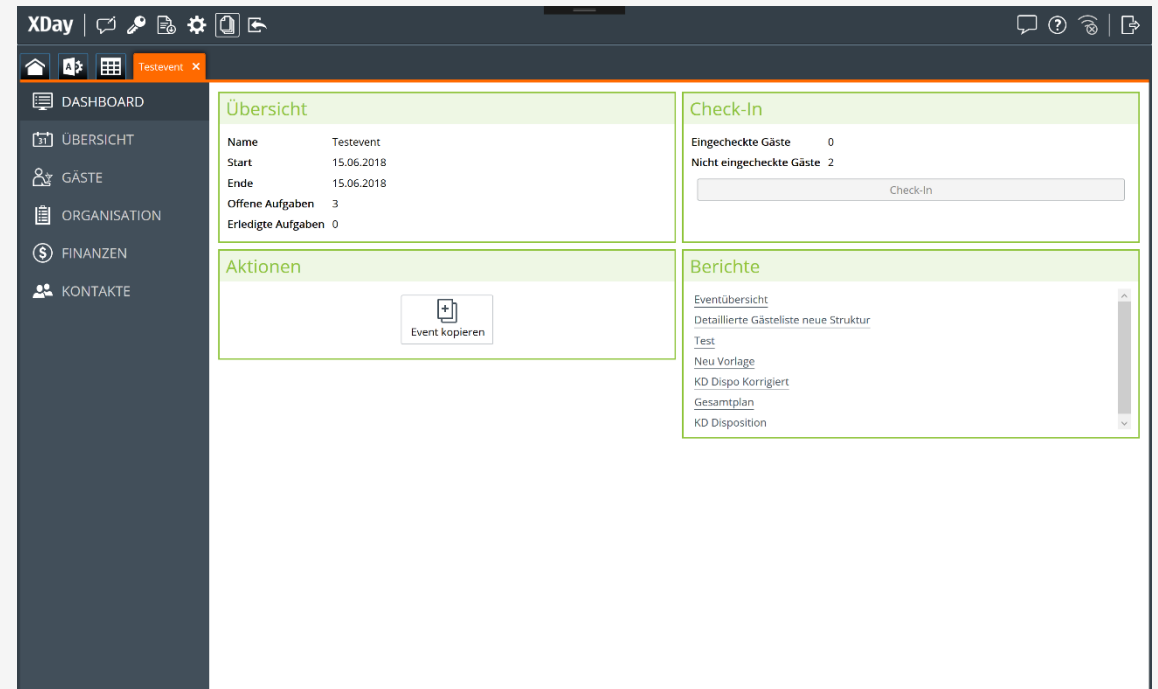 XDay
Testevent ×
DASHBOARD
ÜBERSICHT
GÄSTE
ORGANISATION
FINANZEN
KONTAKTE
Übersicht
Name Testevent
Start 15.06.2018
Ende 15.06.2018
Offene Aufgaben 3
Erledigte Aufgaben 0
Check-In
Eingecheckte Gäste 0
Nicht eingecheckte Gäste 2
Check-In
Aktionen
Event kopieren
Berichte
Eventübersicht
Detaillierte Gästeliste neue Struktur
Test
Neu Vorlage
KD Dispo Korrigiert
Gesamtplan
KD Disposition